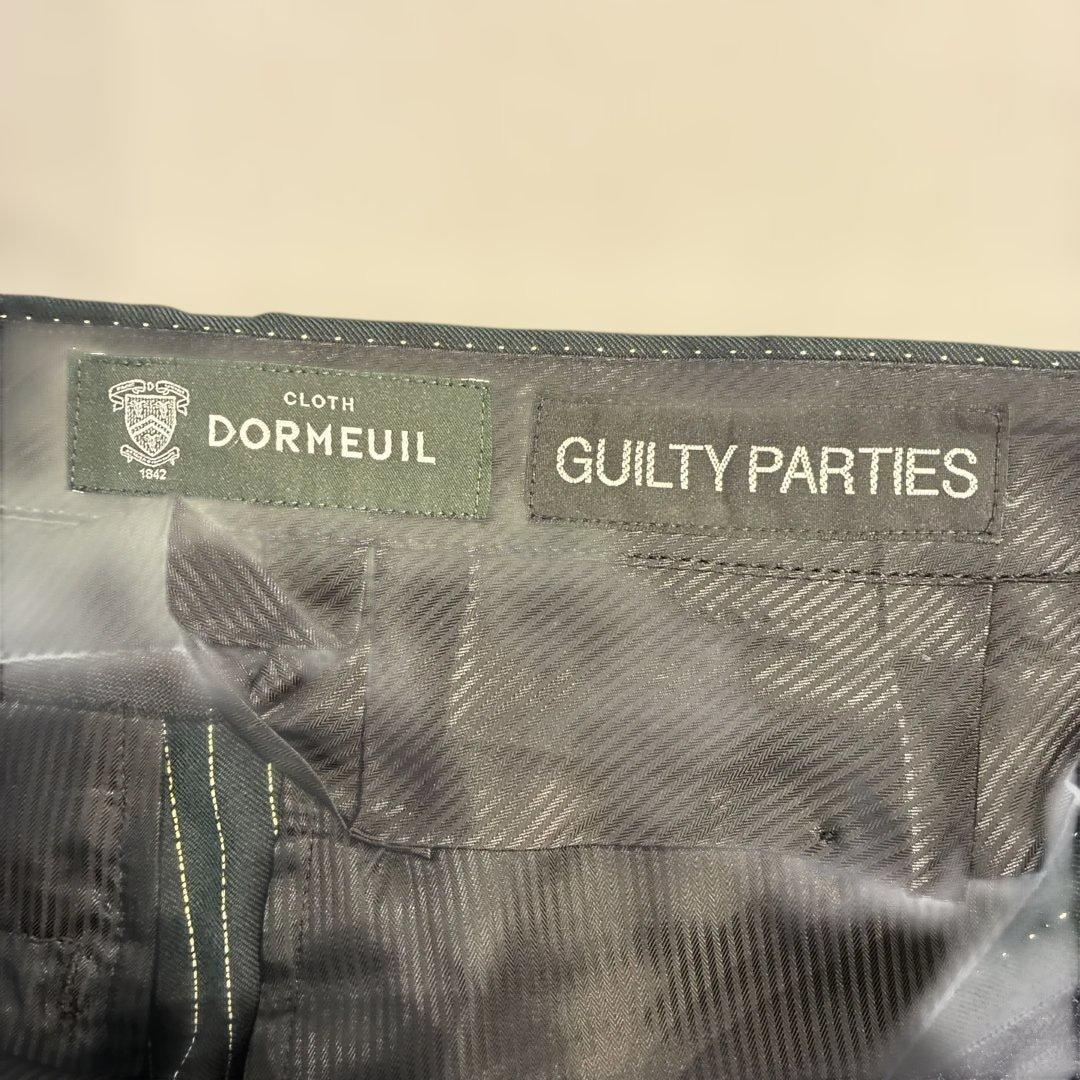 CLOTH
DORMEUIL
1842
GUILTY PARTIES